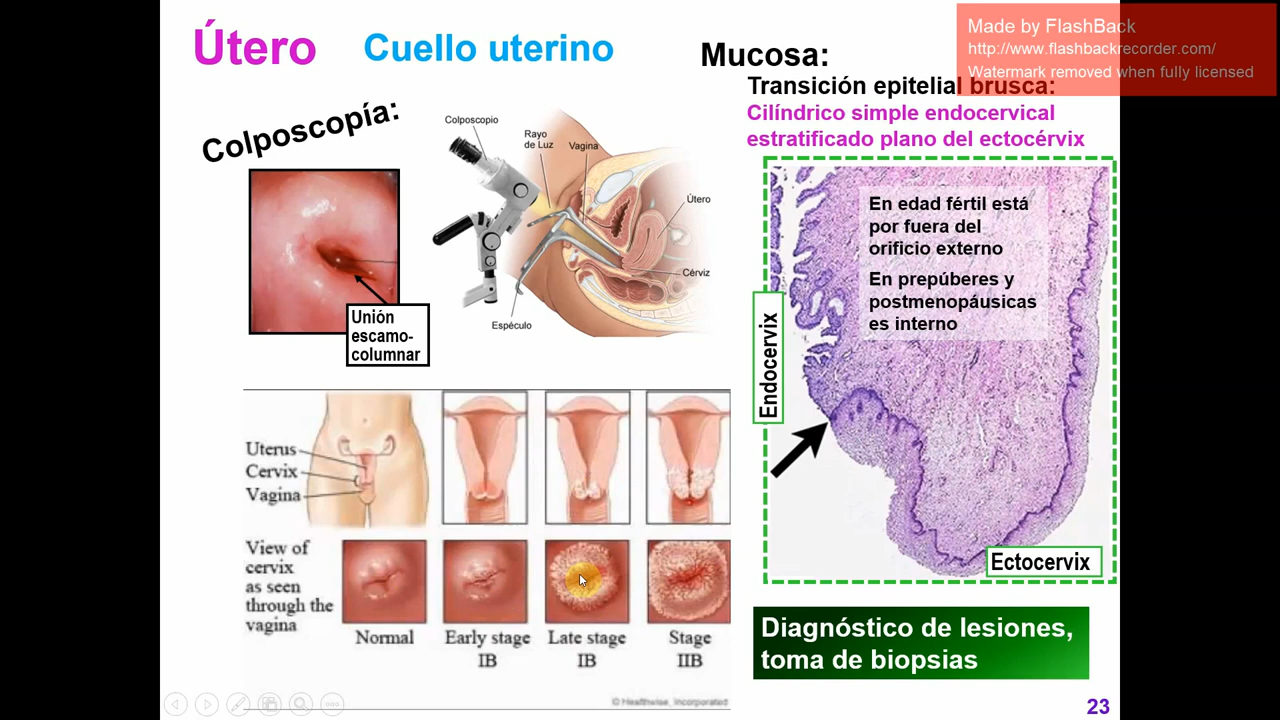 Útero
Cuello uterino
Mucosa:
Transición epitelial brusca:
Cilíndrico simple endocervical
estratificado plano del ectocérvix
Made by FlashBack
http://www.flashbackrecorder.com/
Watermark removed when fully licensed
Colposcopía:
Unión
escamo-
columnar
Colposcopio
Rayo
de Luz
Vagina
Útero
Cérviz
Espéculo
En edad fértil está
por fuera del
orificio externo
En prepúberes y
postmenopáusicas
es interno
Endocervix
Ectocervix
Uterus
Cervix
Vagina
View of
cervix
as seen
through the
vagina
Normal
Early stage
IB
Late stage
IB
Stage
IIB
© Healthwise, Incorporated
Diagnóstico de lesiones,
toma de biopsias
23